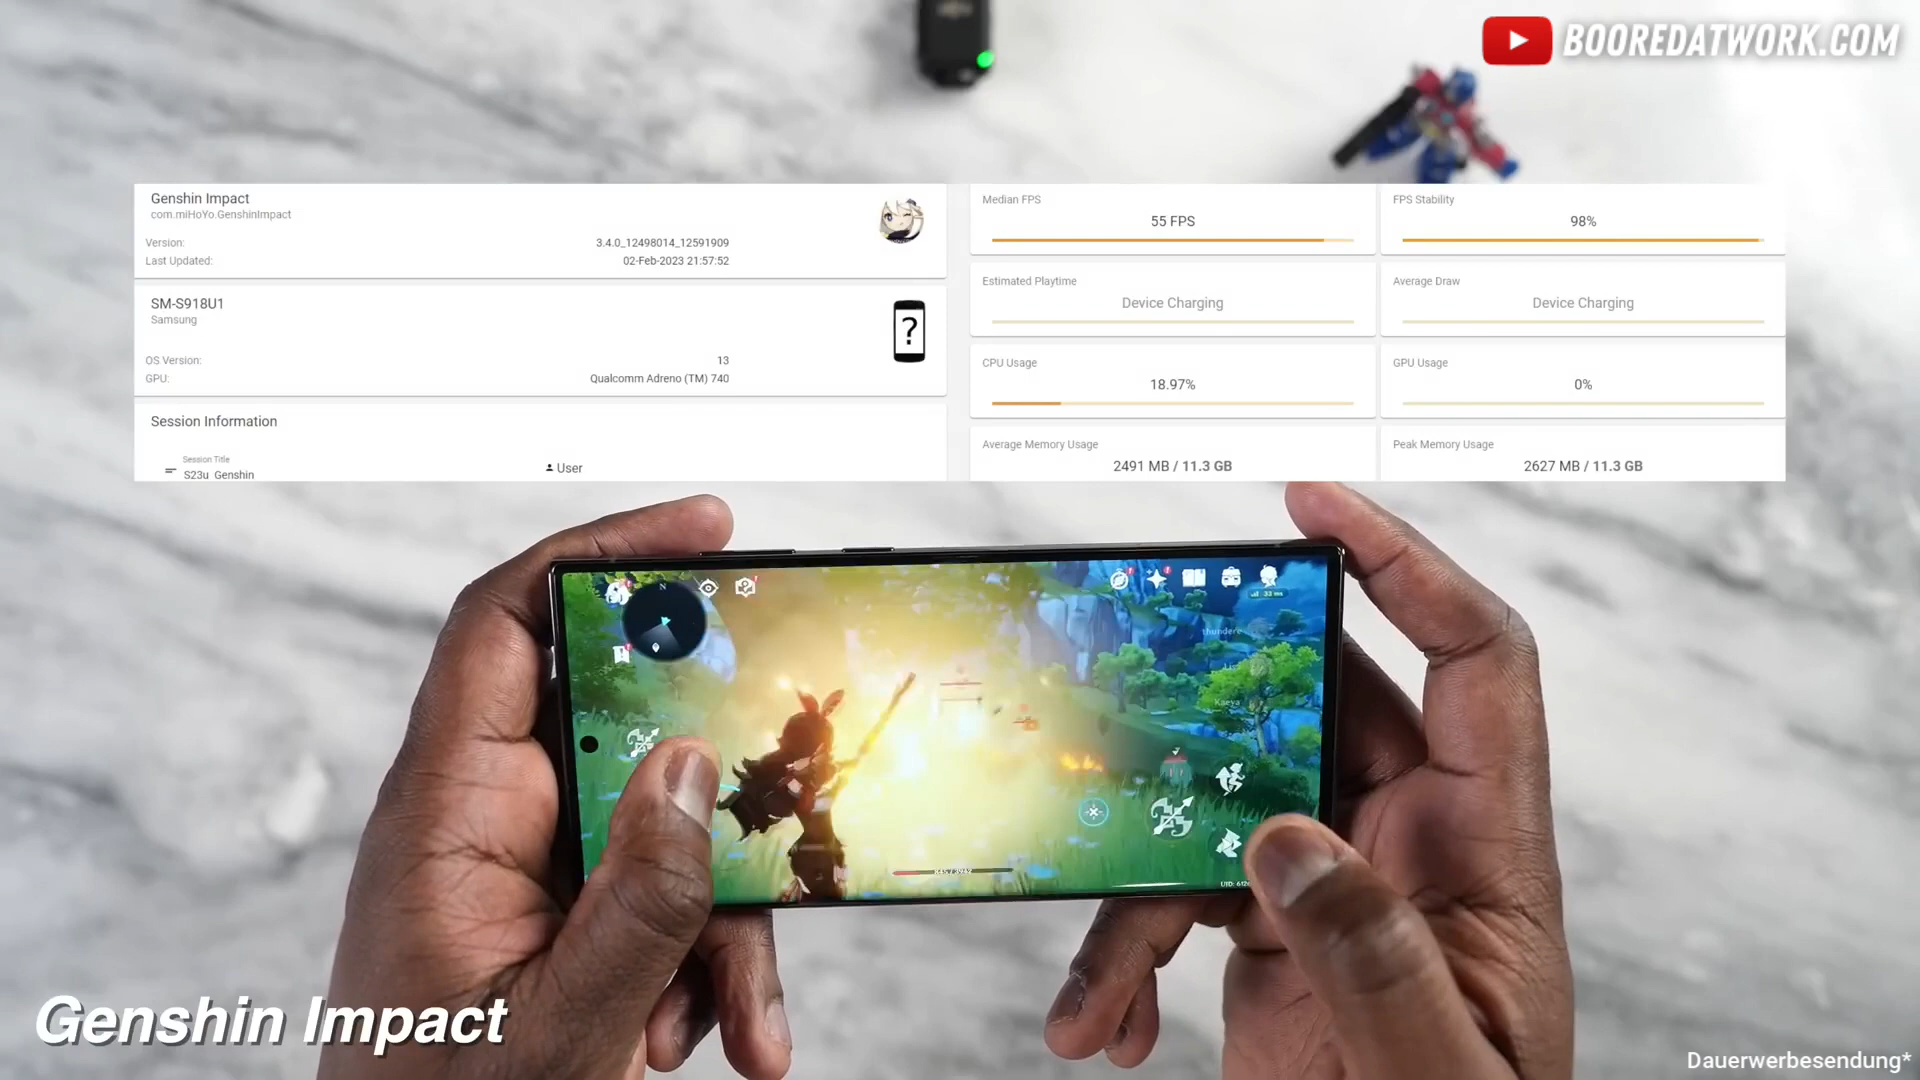 BOOREDATWORK.COM
Genshin Impact
com.miHoYo.GenshinImpact
Version: 3.4.0_12498014_12591909
Last Updated: 02-Feb-2023 21:57:52
SM-S918U1
Samsung
OS Version: 13
GPU: Qualcomm Adreno (TM) 740
Session Information
Session Title
S23u Genshin
User
Median FPS
55 FPS
FPS Stability
98%
Estimated Playtime
Device Charging
Average Draw
Device Charging
CPU Usage
18.97%
GPU Usage
0%
Average Memory Usage
2491 MB / 11.3 GB
Peak Memory Usage
2627 MB / 11.3 GB
N
33 ms
thundere
Kaeya
Genshin Impact
Dauerwerbesendung*